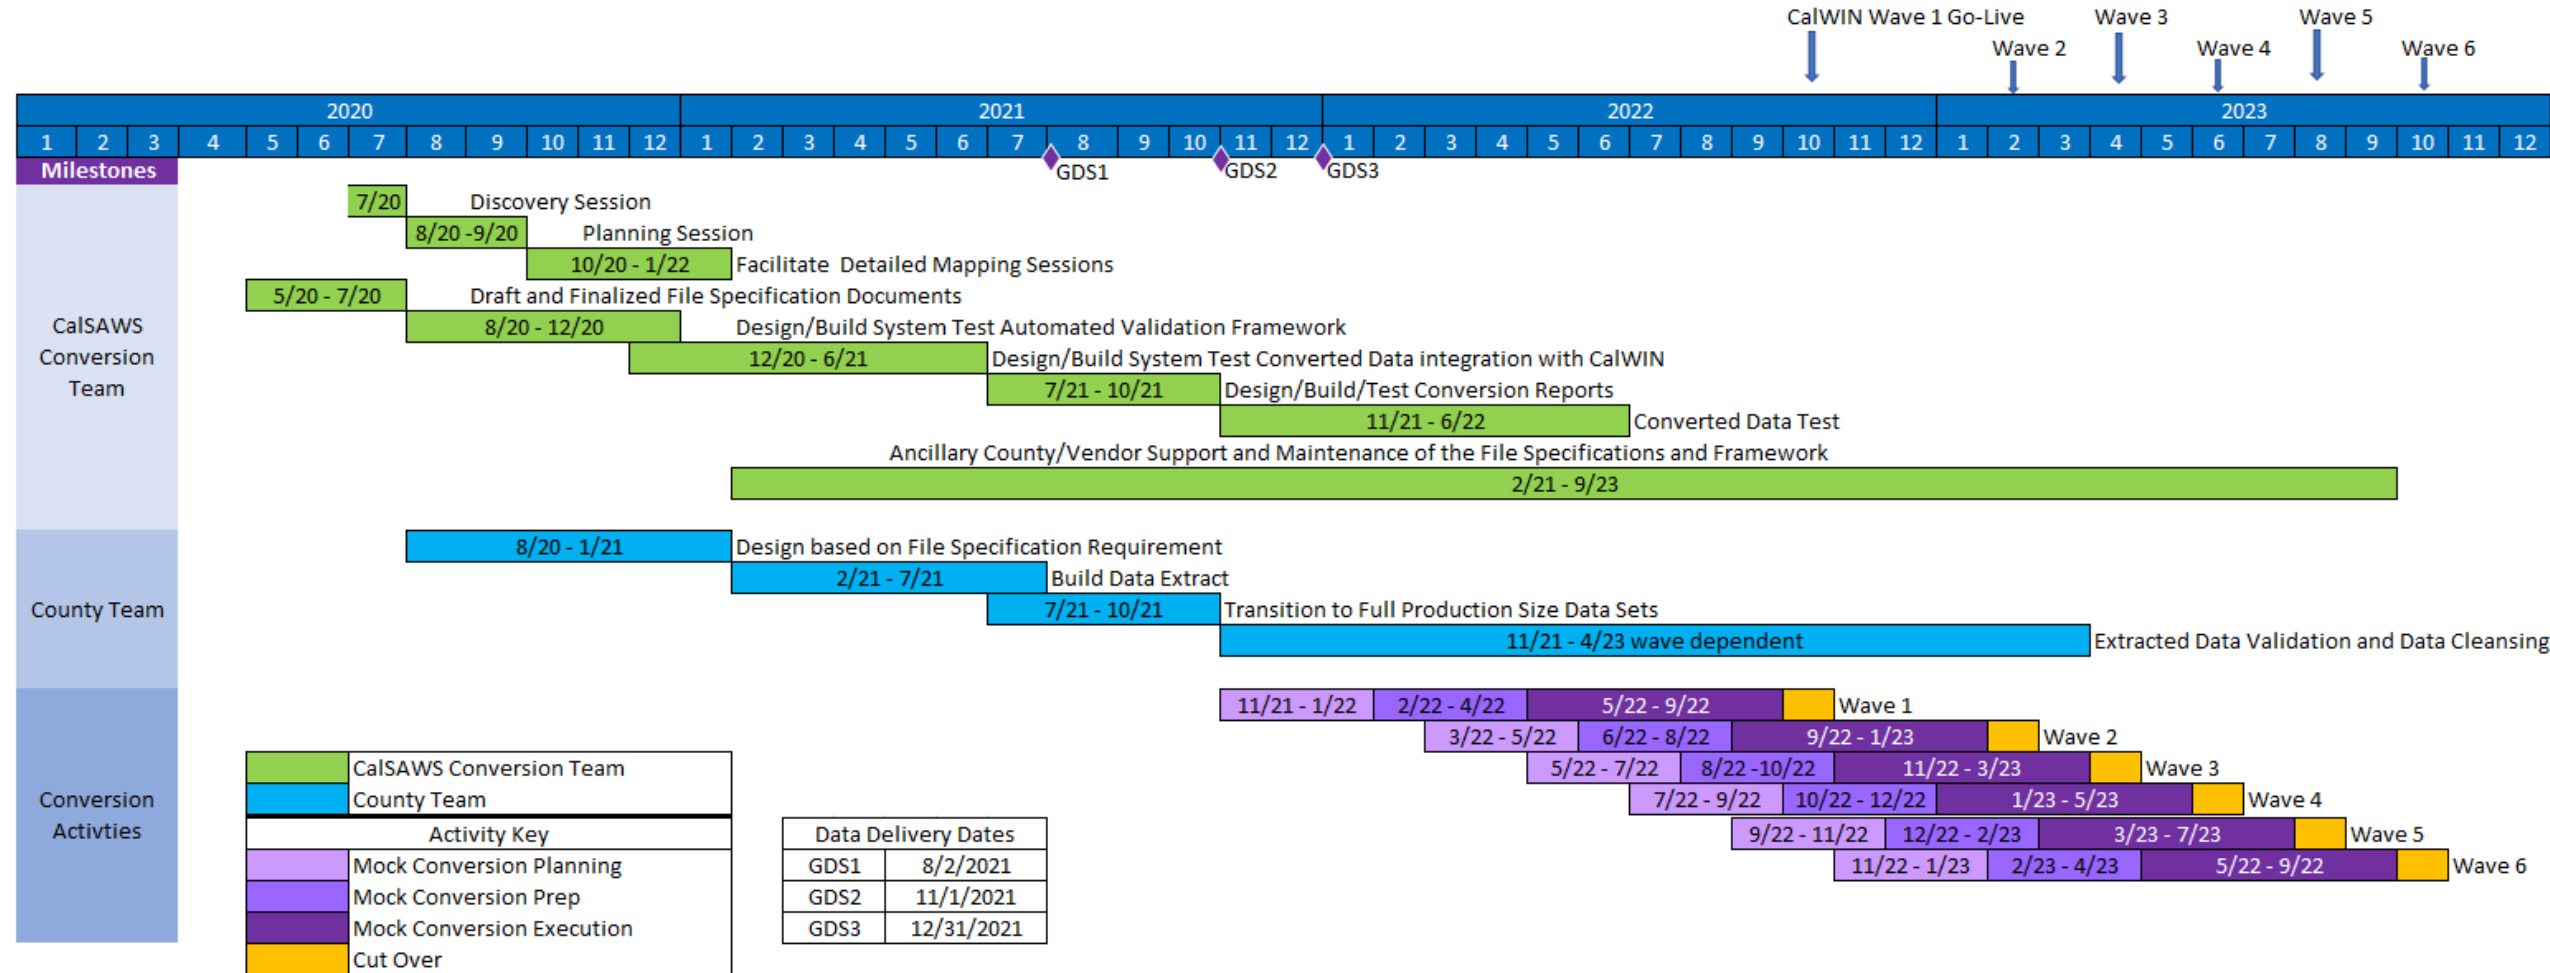 CalWIN Wave 1 Go-Live
Wave 3
Wave 5
Wave 2
Wave 4
Wave 6
2020 2021 2022 2023
1 2 3 4 5 6 7 8 9 10 11 12 1 2 3 4 5 6 7 8 9 10 11 12 1 2 3 4 5 6 7 8 9 10 11 12 1 2 3 4 5 6 7 8 9 10 11 12
Milestones
GDS1 GDS2 GDS3
CalSAWS
Conversion
Team
7/20 Discovery Session
8/20 -9/20 Planning Session
10/20 - 1/22 Facilitate Detailed Mapping Sessions
5/20 - 7/20 Draft and Finalized File Specification Documents
8/20 - 12/20 Design/Build System Test Automated Validation Framework
12/20 - 6/21 Design/Build System Test Converted Data integration with CalWIN
7/21 - 10/21 Design/Build/Test Conversion Reports
11/21 - 6/22 Converted Data Test
Ancillary County/Vendor Support and Maintenance of the File Specifications and Framework
2/21 - 9/23
County Team
8/20 - 1/21 Design based on File Specification Requirement
2/21 - 7/21 Build Data Extract
7/21 - 10/21 Transition to Full Production Size Data Sets
11/21 - 4/23 wave dependent Extracted Data Validation and Data Cleansing
Conversion
Activties
11/21 - 1/22 2/22 - 4/22 5/22 - 9/22 Wave 1
3/22 - 5/22 6/22 - 8/22 9/22 - 1/23 Wave 2
5/22 - 7/22 8/22 -10/22 11/22 - 3/23 Wave 3
7/22 - 9/22 10/22 - 12/22 1/23 - 5/23 Wave 4
9/22 - 11/22 12/22 - 2/23 3/23 - 7/23 Wave 5
11/22 - 1/23 2/23 - 4/23 5/22 - 9/22 Wave 6
CalSAWS Conversion Team
County Team
Activity Key
Mock Conversion Planning
Mock Conversion Prep
Mock Conversion Execution
Cut Over
Data Delivery Dates
GDS1 8/2/2021
GDS2 11/1/2021
GDS3 12/31/2021